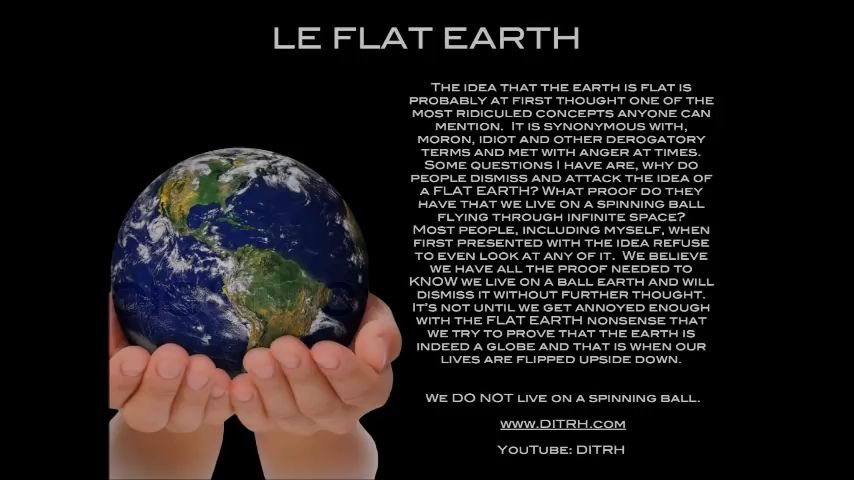 LE FLAT EARTH
THE IDEA THAT THE EARTH IS FLAT IS
PROBABLY AT FIRST THOUGHT ONE OF THE
MOST RIDICULED CONCEPTS ANYONE CAN
MENTION. IT IS SYNONYMOUS WITH,
MORON, IDIOT AND OTHER DEROGATORY
TERMS AND MET WITH ANGER AT TIMES.
SOME QUESTIONS I HAVE ARE, WHY DO
PEOPLE DISMISS AND ATTACK THE IDEA OF
A FLAT EARTH? WHAT PROOF DO THEY
HAVE THAT WE LIVE ON A SPINNING BALL
FLYING THROUGH INFINITE SPACE?
MOST PEOPLE, INCLUDING MYSELF, WHEN
FIRST PRESENTED WITH THE IDEA REFUSE
TO EVEN LOOK AT ANY OF IT. WE BELIEVE
WE HAVE ALL THE PROOF NEEDED TO
KNOW WE LIVE ON A BALL EARTH AND WILL
DISMISS IT WITHOUT FURTHER THOUGHT.
IT'S NOT UNTIL WE GET ANNOYED ENOUGH
WITH THE FLAT EARTH NONSENSE THAT
WE TRY TO PROVE THAT THE EARTH IS
INDEED A GLOBE AND THAT IS WHEN OUR
LIVES ARE FLIPPED UPSIDE DOWN.
WE DO NOT LIVE ON A SPINNING BALL.
WWW.DITRH.COM
YOUTUBE: DITRH